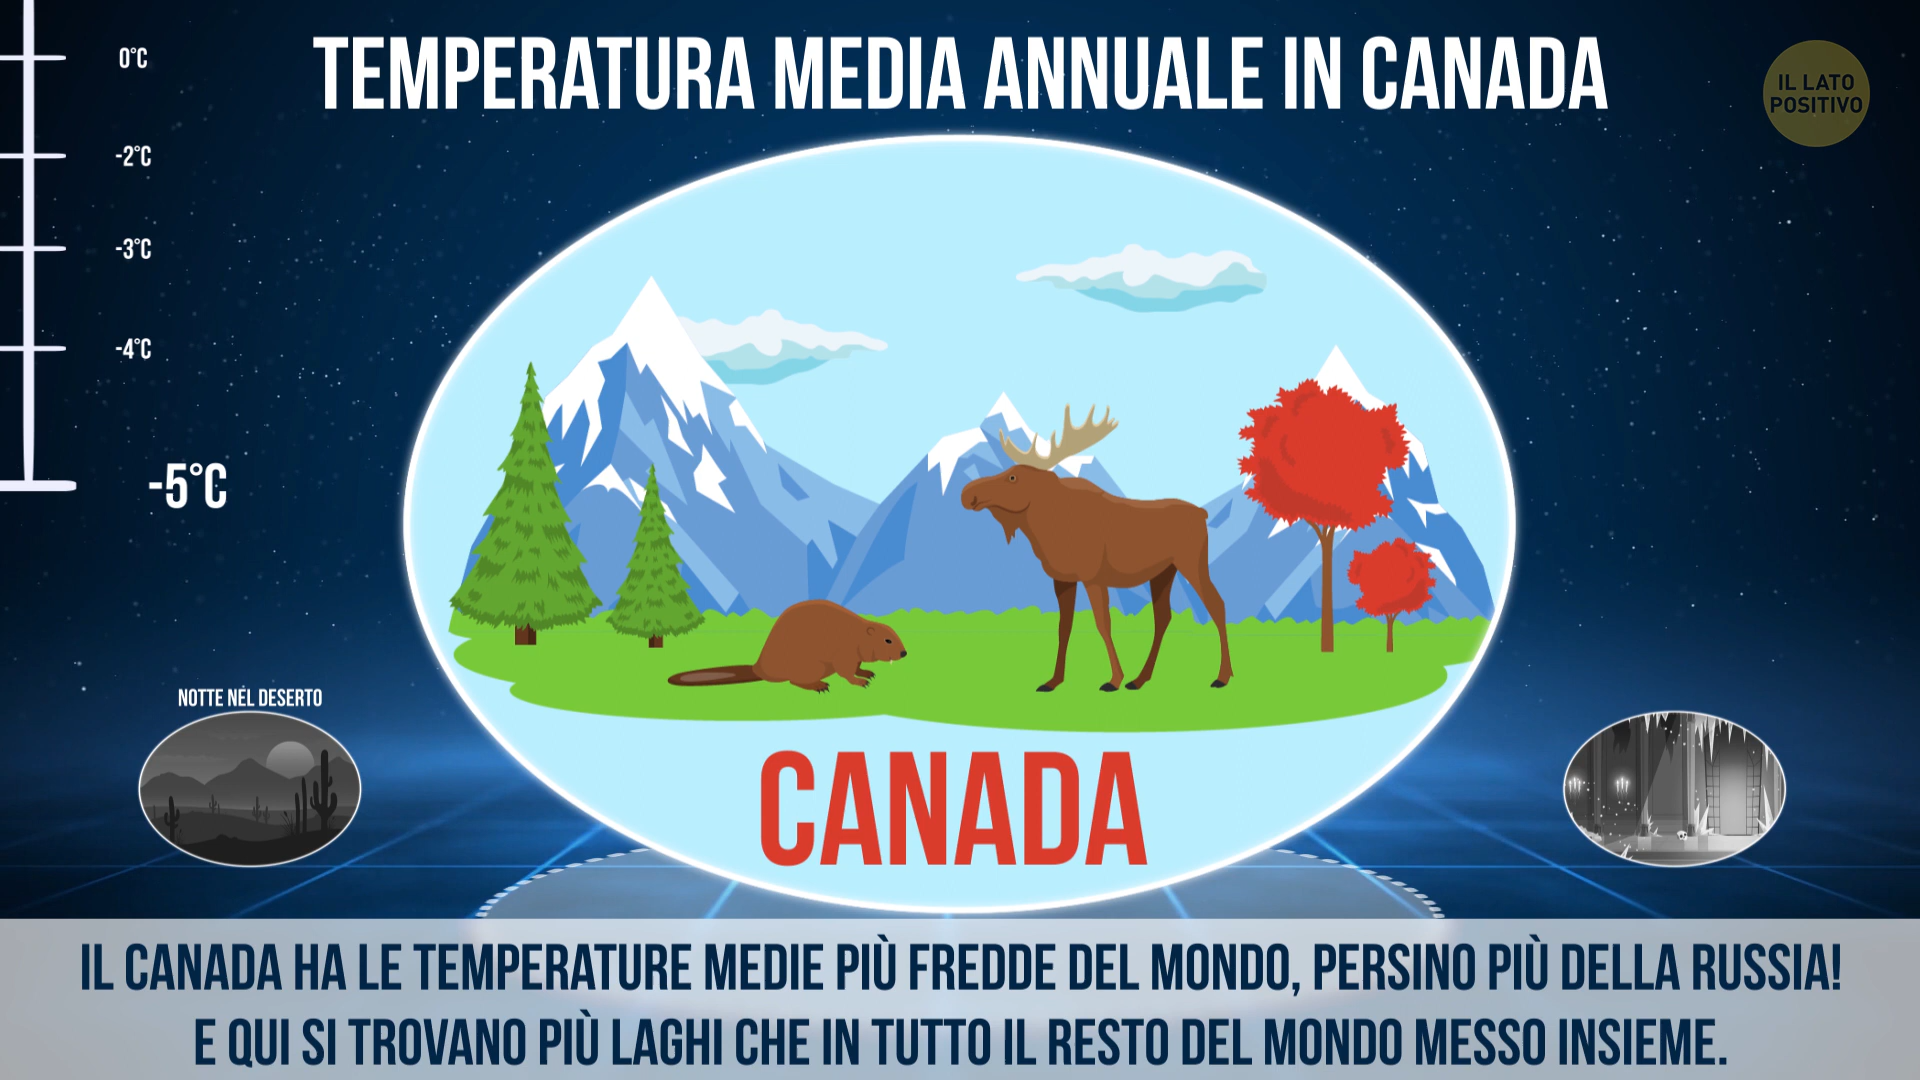 TEMPERATURA MEDIA ANNUALE IN CANADA
IL LATO
POSITIVO
0°C
-2°C
-3°C
-4°C
-5°C
NOTTE NEL DESERTO
CANADA
IL CANADA HA LE TEMPERATURE MEDIE PIÙ FREDDE DEL MONDO, PERSINO PIÙ DELLA RUSSIA!
E QUI SI TROVANO PIÙ LAGHI CHE IN TUTTO IL RESTO DEL MONDO MESSO INSIEME.